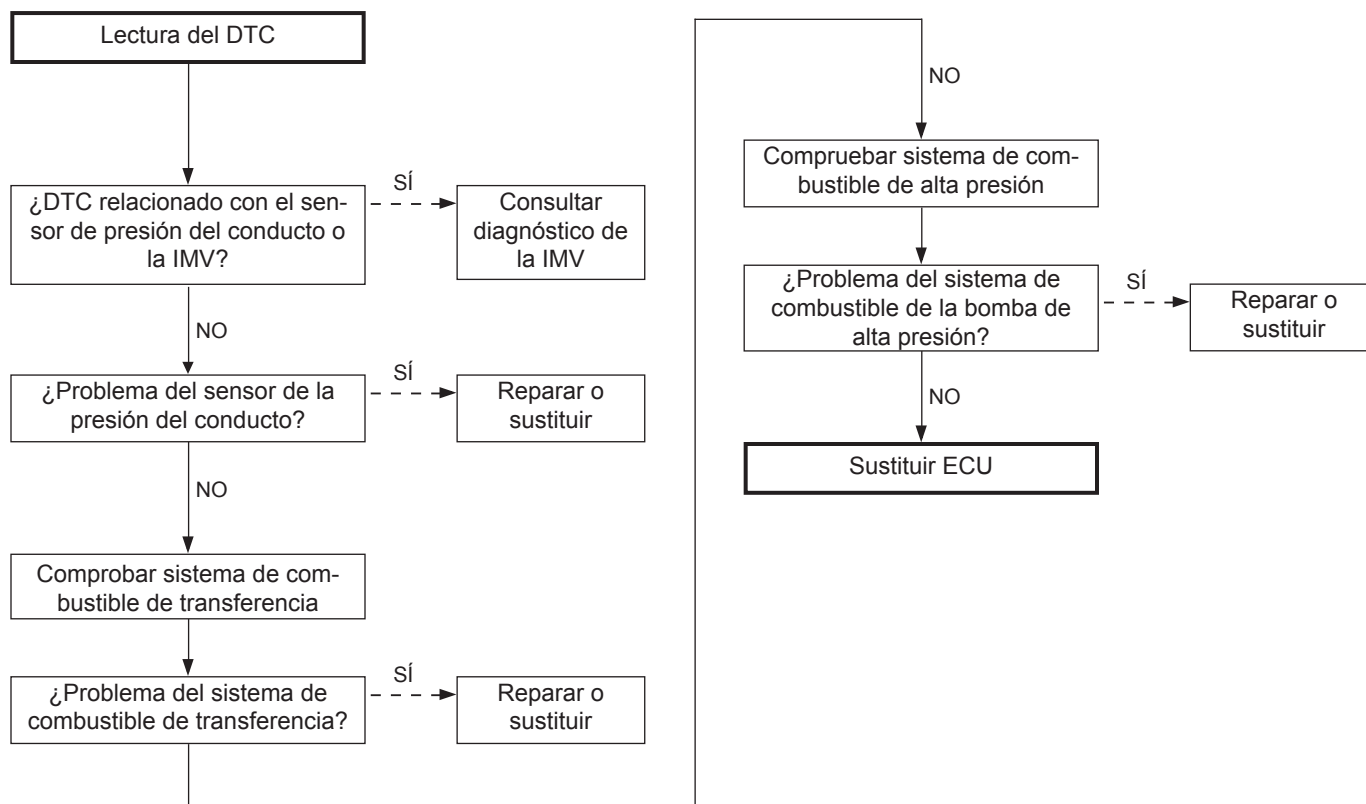 Lectura del DTC
¿DTC relacionado con el sen-
sor de presión del conducto o
la IMV?
SÍ
Consultar
diagnóstico de
la IMV
NO
¿Problema del sensor de la
presión del conducto?
SÍ
Reparar o
sustituir
NO
Comprobar sistema de com-
bustible de transferencia
¿Problema del sistema de
combustible de transferencia?
SÍ
Reparar o
sustituir
NO
Compruebar sistema de com-
bustible de alta presión
¿Problema del sistema de
combustible de la bomba de
alta presión?
SÍ
Reparar o
sustituir
NO
Sustituir ECU